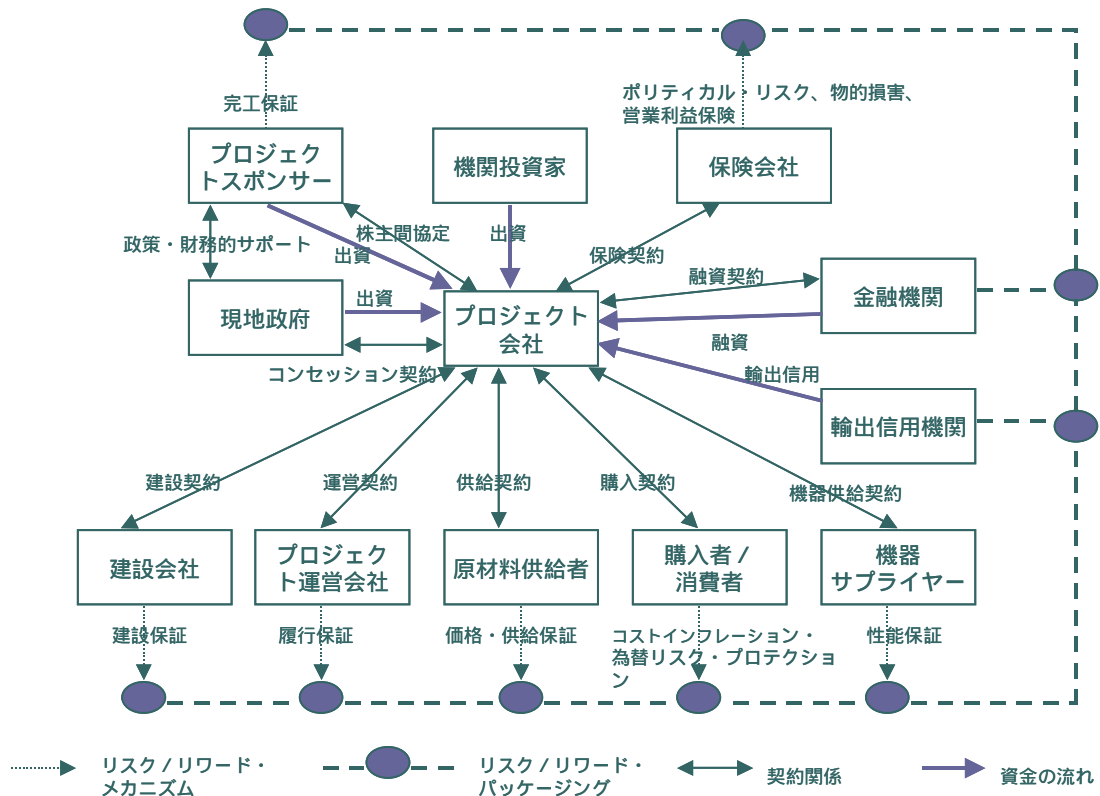 完工保証
ポリティカル・リスク、物的損害、
営業利益保険
プロジェク
トスポンサー
機関投資家
保険会社
政策・財務的サポート
株主間協定
出資
出資
保険契約
融資契約
金融機関
出資
現地政府
プロジェクト
会社
融資
コンセッション契約
輸出信用
輸出信用機関
建設契約
運営契約
供給契約
購入契約
機器供給契約
建設会社
プロジェク
ト運営会社
原材料供給者
購入者/
消費者
機器
サプライヤー
建設保証
履行保証
価格・供給保証
コストインフレーション・
為替リスク・プロテクショ
ン
性能保証
リスク/リワード・
メカニズム
リスク/リワード・
パッケージング
契約関係
資金の流れ